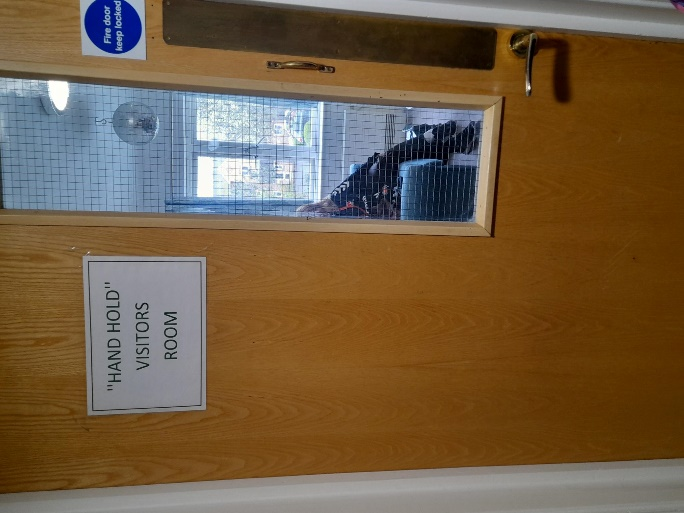 Fire door
keep locked
"HAND HOLD"
VISITORS
ROOM